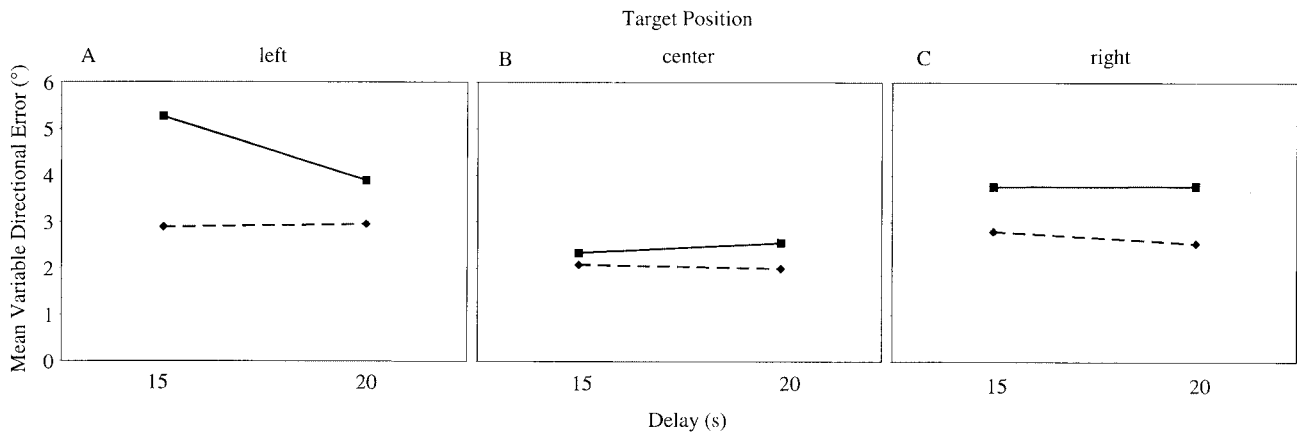 Target Position
A left B center C right
Mean Variable Directional Error (°)
6
5
4
3
2
1
0
15 20 15 20 15 20
Delay (s)